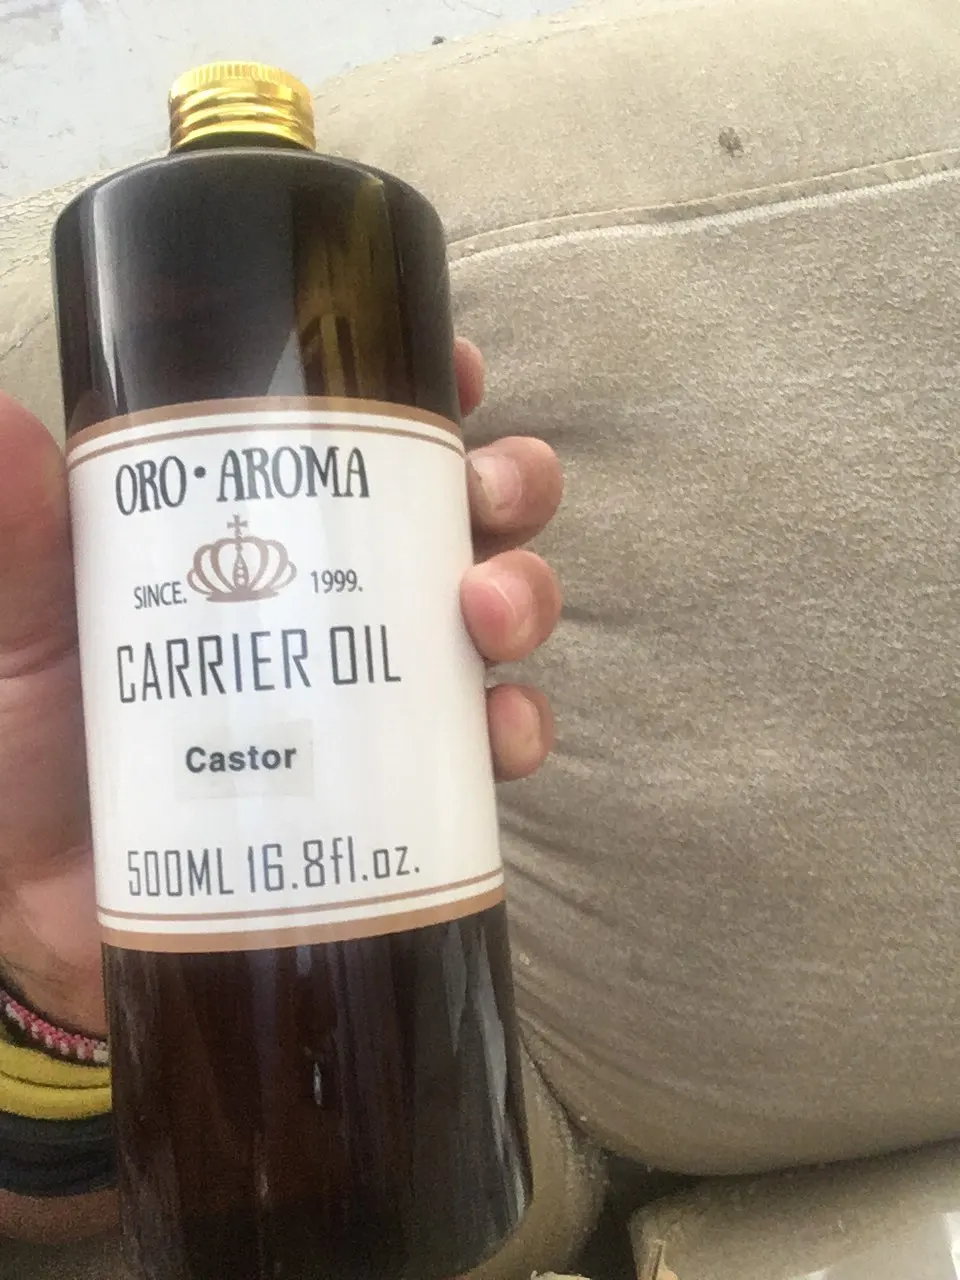 ORO • AROMA
SINCE. 1999.
CARRIER OIL
Castor
500ML 16.8fl.oz.